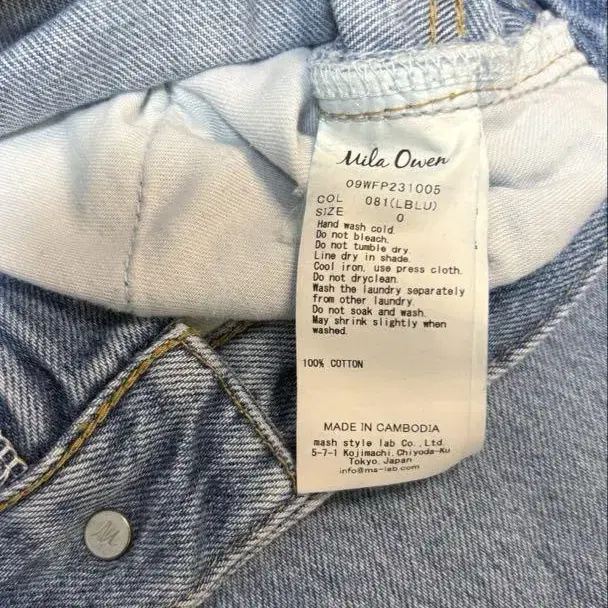 Mila Owen
09WFP231005
COL 081(LBLU)
SIZE 0
Hand wash cold.
Do not bleach.
Do not tumble dry.
Line dry in shade.
Cool iron, use press cloth.
Do not dryclean.
Wash the laundry separately
from other laundry.
Do not soak and wash.
May shrink slightly when
washed.
100% COTTON
MADE IN CAMBODIA
mash style lab Co., Ltd.
5-7-1 Kojimachi, Chiyoda-Ku
Tokyo, Japan
info@ms-lab.com
M